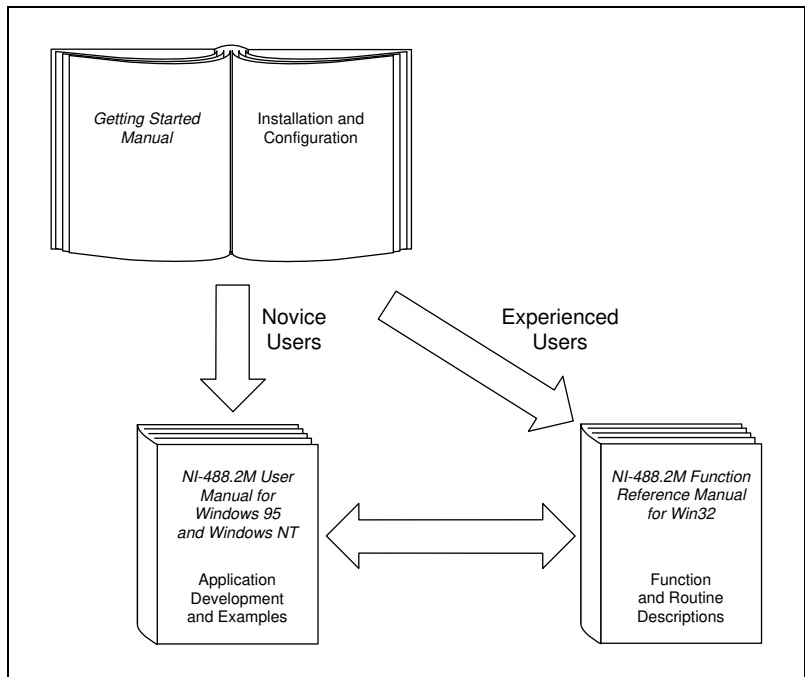 Getting Started
Manual
Installation and
Configuration
Novice
Users
Experienced
Users
NI-488.2M User
Manual for
Windows 95
and Windows NT
Application
Development
and Examples
NI-488.2M Function
Reference Manual
for Win32
Function
and Routine
Descriptions